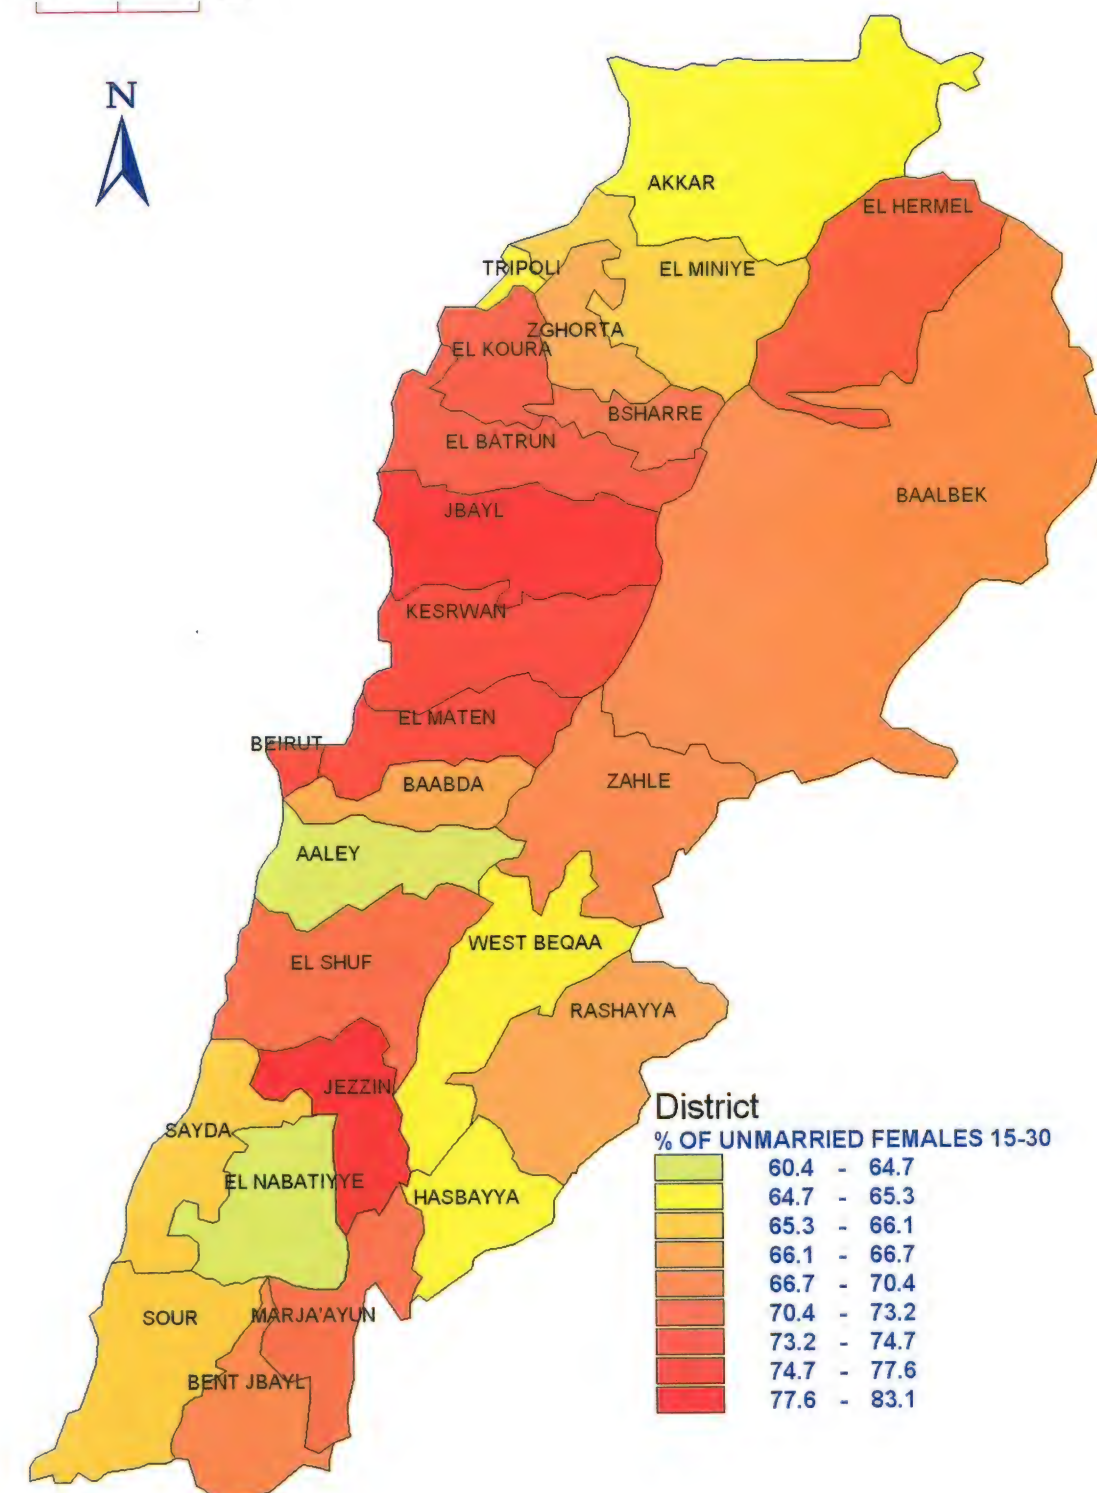 N
AKKAR
EL HERMEL
TRIPOLI
EL MINIYE
ZGHORTA
EL KOURA
BSHARRE
EL BATRUN
BAALBEK
JBAYL
KESRWAN
EL MATEN
BEIRUT
BAABDA
ZAHLE
AALEY
WEST BEQAA
EL SHUF
RASHAYYA
JEZZIN
SAYDA
EL NABATIYYE
HASBAYYA
SOUR
MARJA'AYUN
BENT JBAYL
District
% OF UNMARRIED FEMALES 15-30
60.4 - 64.7
64.7 - 65.3
65.3 - 66.1
66.1 - 66.7
66.7 - 70.4
70.4 - 73.2
73.2 - 74.7
74.7 - 77.6
77.6 - 83.1